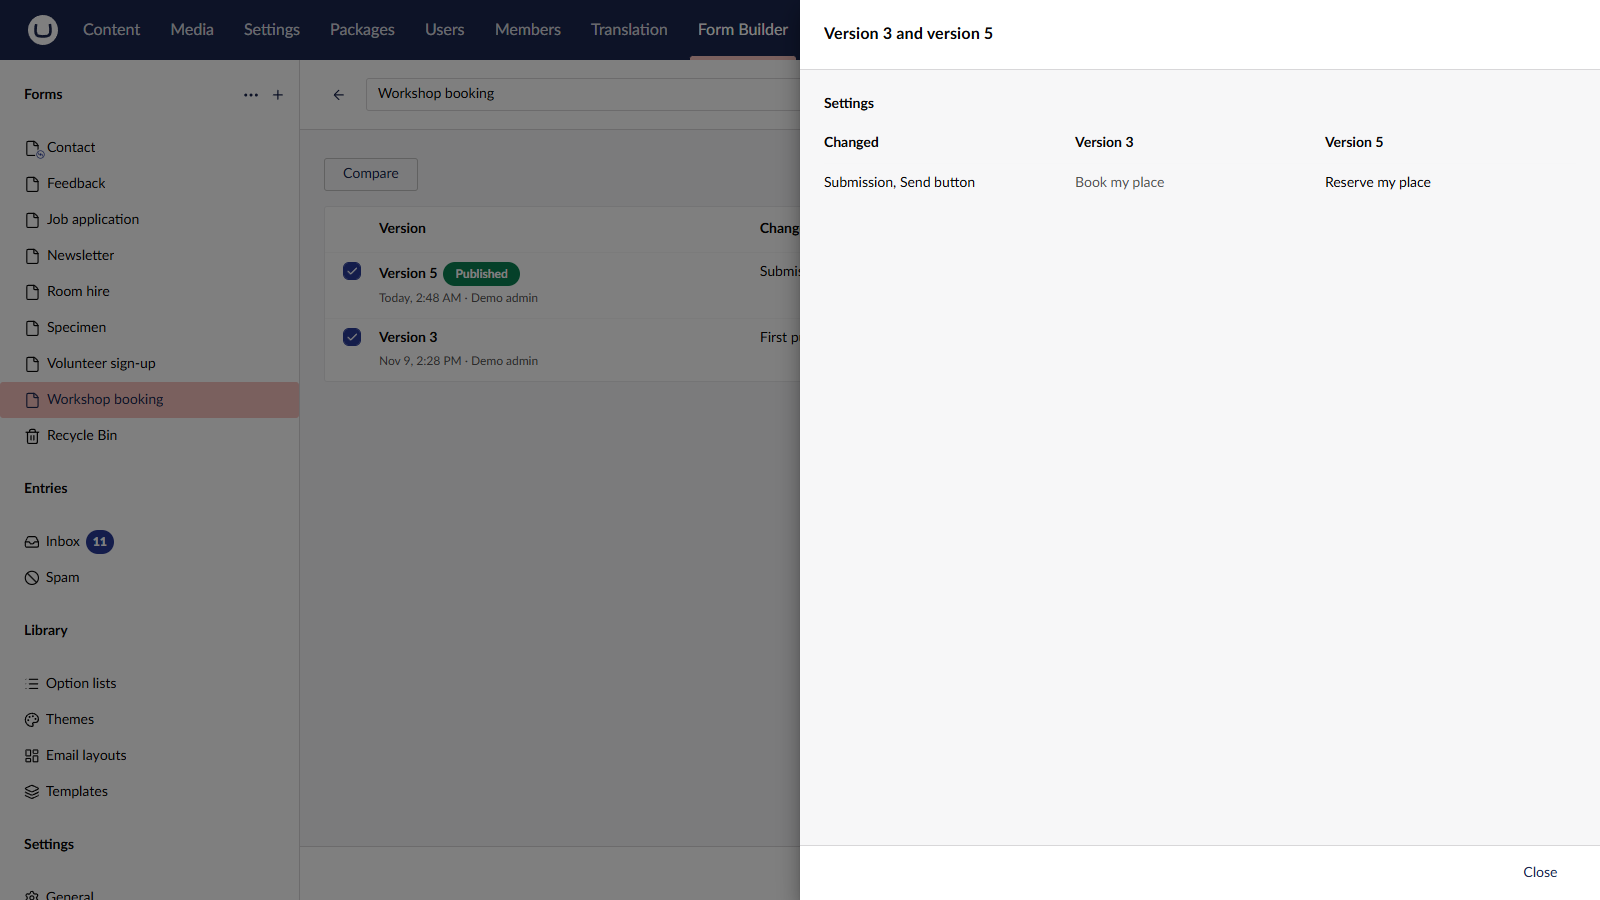 Content Media Settings Packages Users Members Translation Form Builder
Forms
Contact
Feedback
Job application
Newsletter
Room hire
Specimen
Volunteer sign-up
Workshop booking
Recycle Bin
Entries
Inbox 11
Spam
Library
Option lists
Themes
Email layouts
Templates
Settings
General
Workshop booking
Compare
Version
Version 5 Published
Today, 2:48 AM · Demo admin
Version 3
Nov 9, 2:28 PM · Demo admin
First
Version 3 and version 5
Settings
Changed Version 3 Version 5
Submission, Send button Book my place Reserve my place
Close